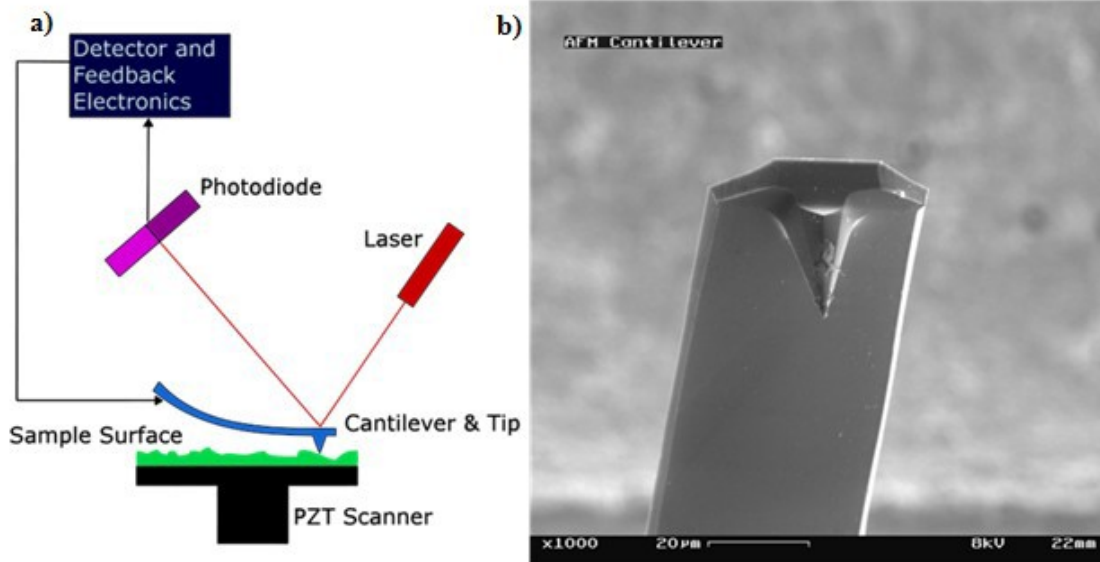 a)
Detector and
Feedback
Electronics
Photodiode
Laser
Cantilever & Tip
Sample Surface
PZT Scanner
b)
AFM Cantilever
x1000 20µm 8kV 22mm